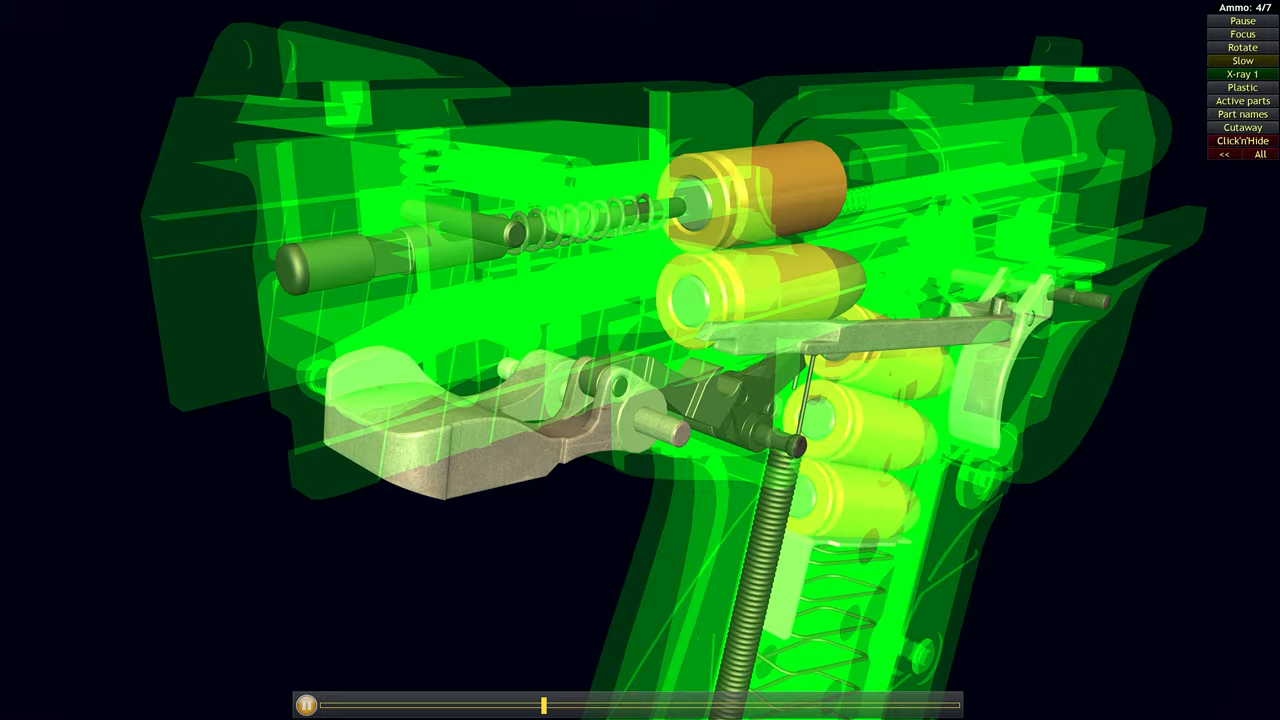 Ammo: 4/7
Pause
Focus
Rotate
Slow
X-ray 1
Plastic
Active parts
Part names
Cutaway
Click'n'Hide
<< All